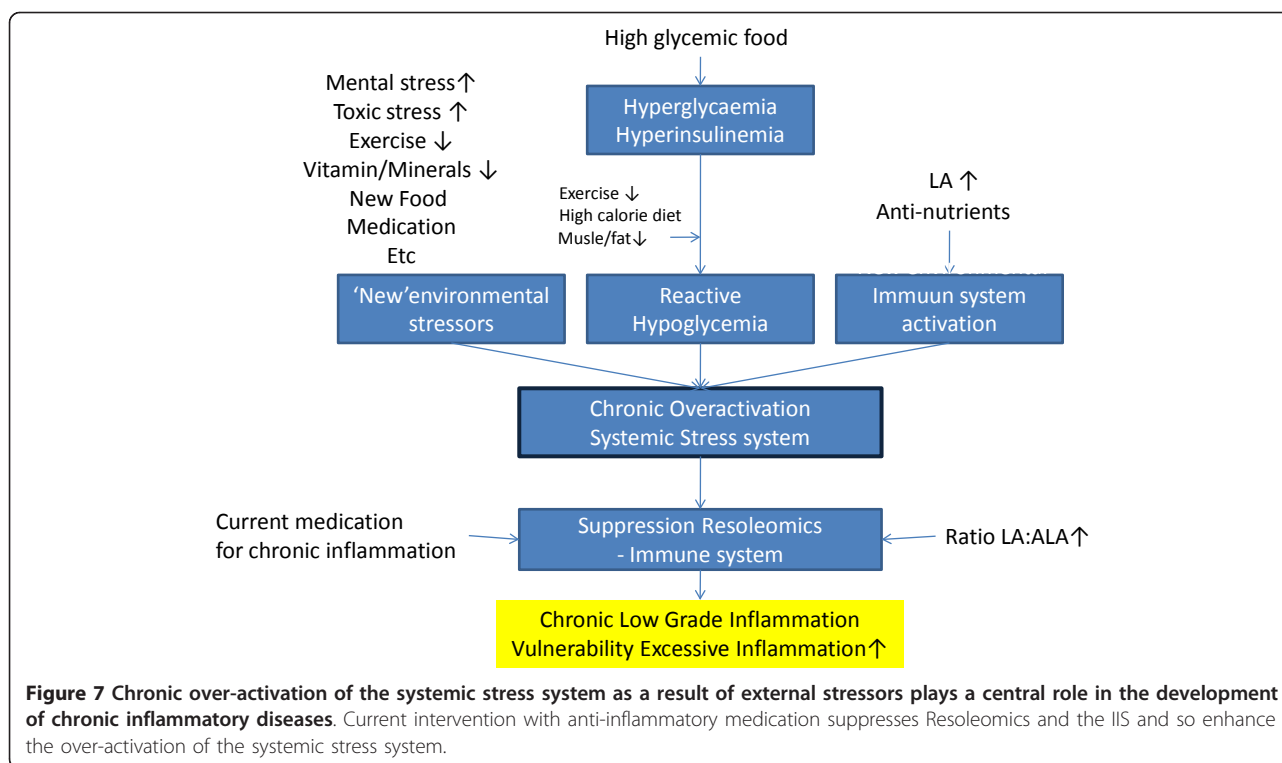 High glycemic food
Mental stress↑
Toxic stress ↑
Exercise ↓
Vitamin/Minerals ↓
New Food
Medication
Etc
Hyperglycaemia
Hyperinsulinemia
Exercise ↓
High calorie diet
Musle/fat↓
LA ↑
Anti-nutrients
‘New’environmental
stressors
Reactive
Hypoglycemia
Immuun system
activation
Chronic Overactivation
Systemic Stress system
Current medication
for chronic inflammation
Suppression Resoleomics
- Immune system
Ratio LA:ALA↑
Chronic Low Grade Inflammation
Vulnerability Excessive Inflammation↑
Figure 7 Chronic over-activation of the systemic stress system as a result of external stressors plays a central role in the development
of chronic inflammatory diseases. Current intervention with anti-inflammatory medication suppresses Resoleomics and the IIS and so enhance
the over-activation of the systemic stress system.